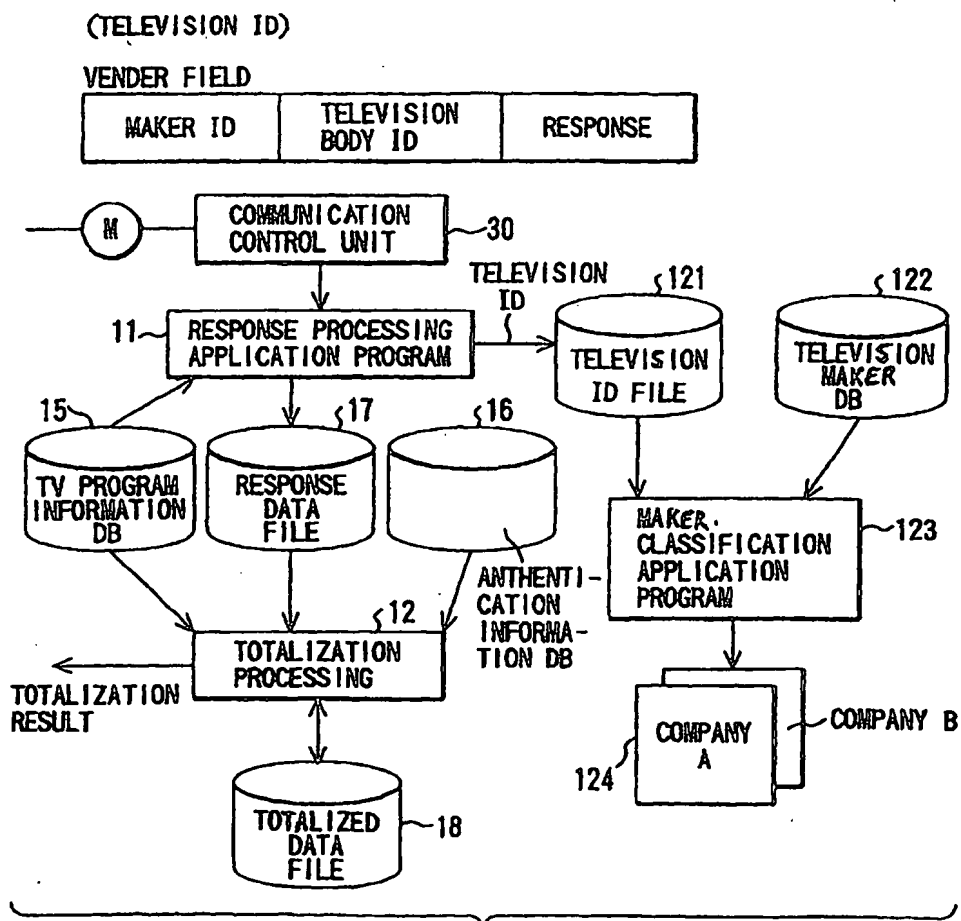 (TELEVISION ID)
VENDER FIELD
MAKER ID
TELEVISION
BODY ID
RESPONSE
M
COMMUNICATION
CONTROL UNIT
30
TELEVISION
ID
121
122
11
RESPONSE PROCESSING
APPLICATION PROGRAM
TELEVISION
ID FILE
TELEVISION
MAKER
DB
15
17
16
TV PROGRAM
INFORMATION
DB
RESPONSE
DATA
FILE
MAKER.
CLASSIFICATION
APPLICATION
PROGRAM
123
ANTHENTI-
CATION
INFORMA-
TION DB
12
TOTALIZATION
PROCESSING
TOTALIZATION
RESULT
COMPANY
A
COMPANY B
124
TOTALIZED
DATA
FILE
18